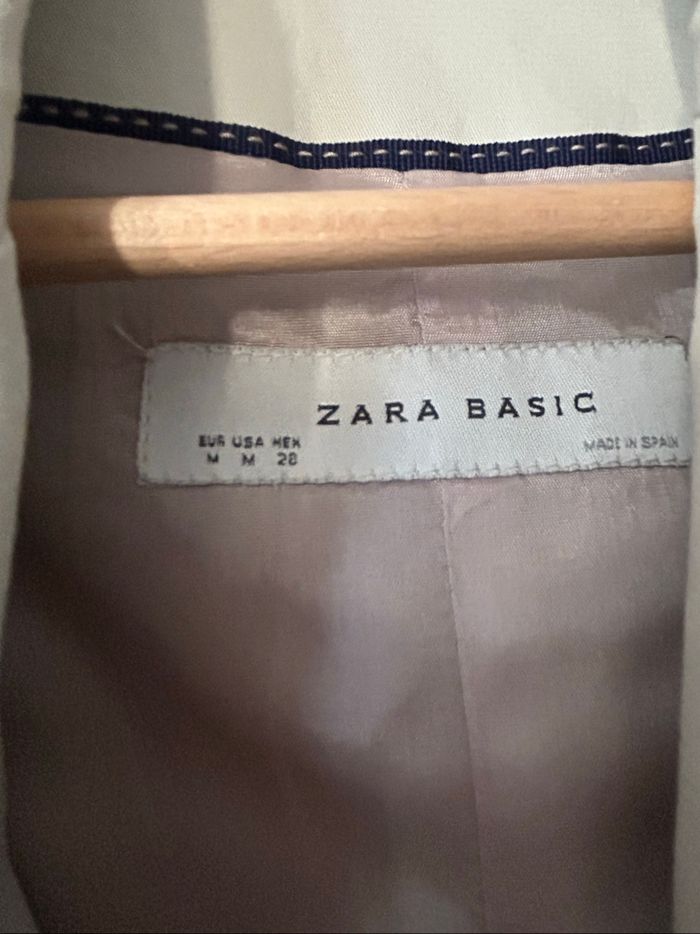 ZARA BASIC
EUR USA MEX
M M 28
MADE IN SPAIN